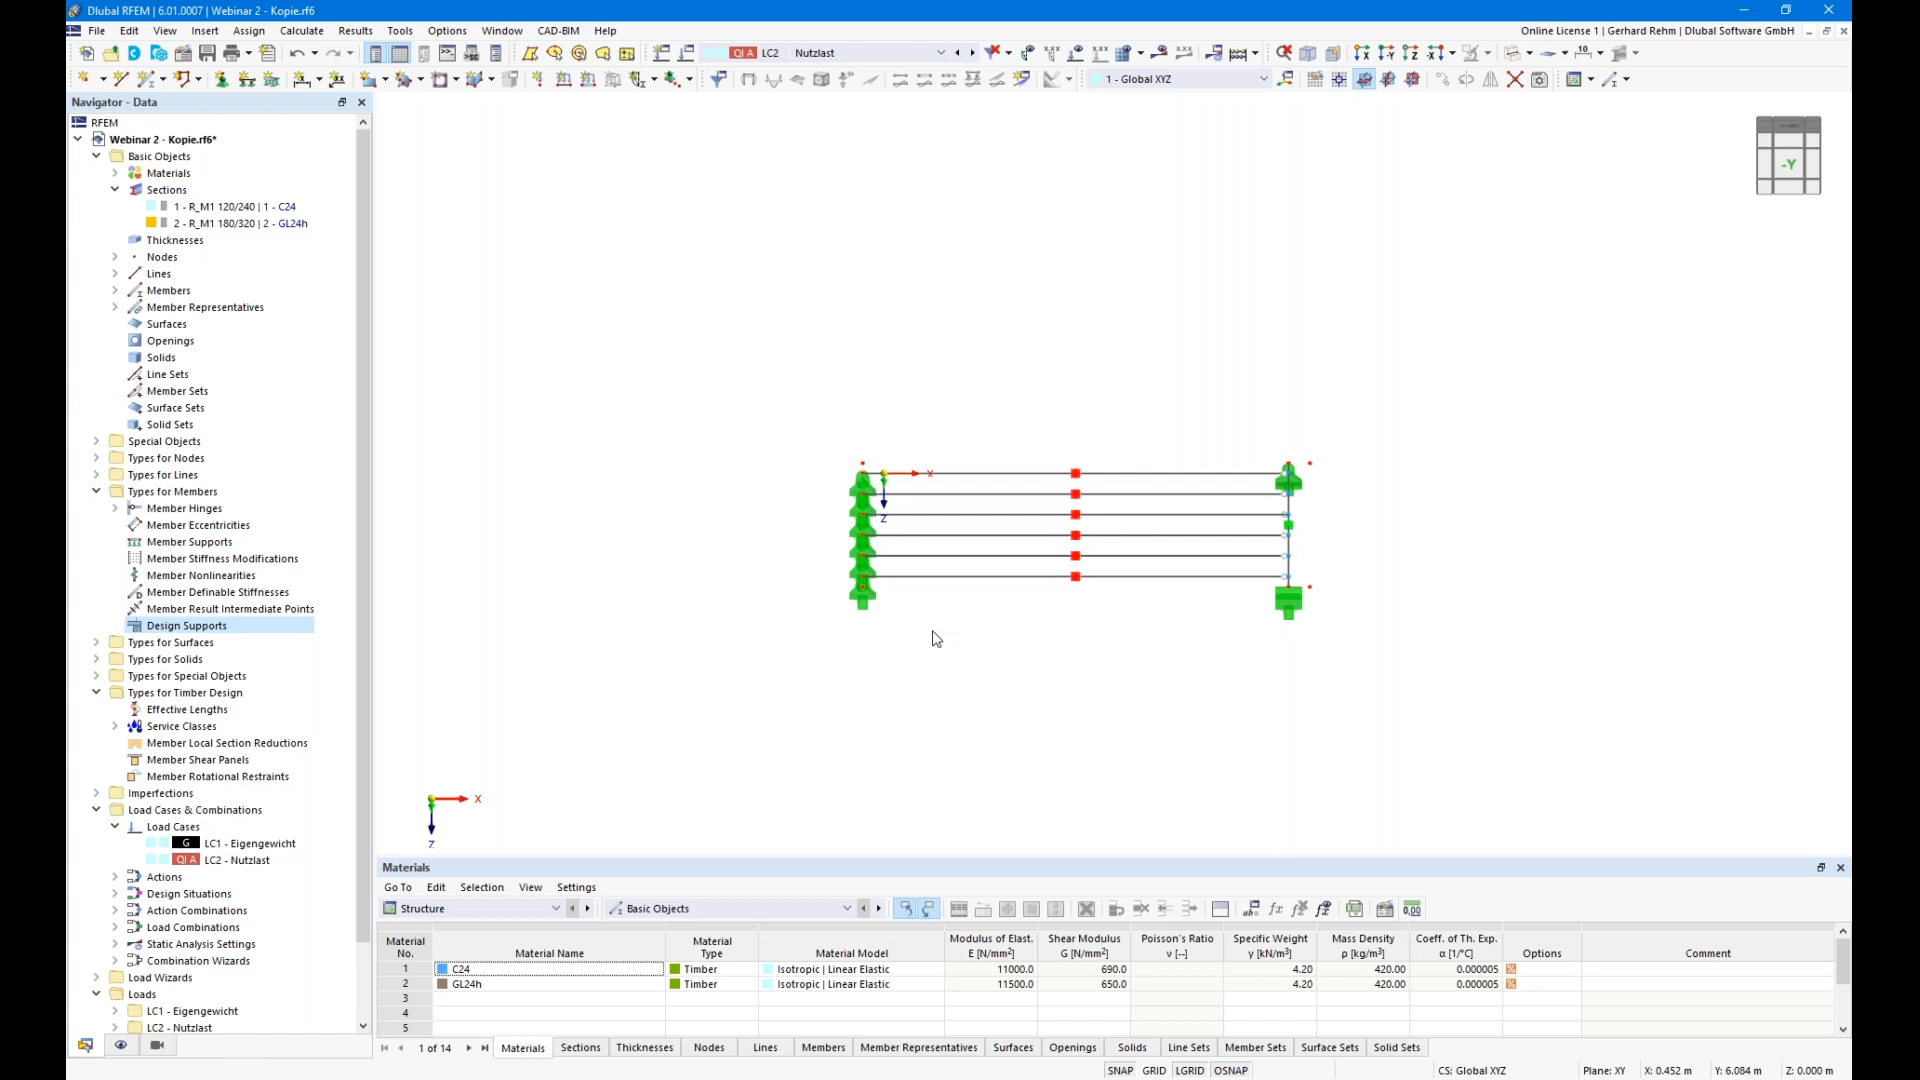 Dlubal RFEM | 6.01.0007 | Webinar 2 - Kopie.rf6
File Edit View Insert Assign Calculate Results Tools Options Window CAD-BIM Help
Online License 1 | Gerhard Rehm | Dlubal Software GmbH
QI A LC2 Nutzlast
1 - Global XYZ
Navigator - Data
RFEM
Webinar 2 - Kopie.rf6*
Basic Objects
Materials
Sections
1 - R_M1 120/240 | 1 - C24
2 - R_M1 180/320 | 2 - GL24h
Thicknesses
Nodes
Lines
Members
Member Representatives
Surfaces
Openings
Solids
Line Sets
Member Sets
Surface Sets
Solid Sets
Special Objects
Types for Nodes
Types for Lines
Types for Members
Member Hinges
Member Eccentricities
Member Supports
Member Stiffness Modifications
Member Nonlinearities
Member Definable Stiffnesses
Member Result Intermediate Points
Design Supports
Types for Surfaces
Types for Solids
Types for Special Objects
Types for Timber Design
Effective Lengths
Service Classes
Member Local Section Reductions
Member Shear Panels
Member Rotational Restraints
Imperfections
Load Cases & Combinations
Load Cases
G LC1 - Eigengewicht
QI A LC2 - Nutzlast
Actions
Design Situations
Action Combinations
Load Combinations
Static Analysis Settings
Combination Wizards
Load Wizards
Loads
LC1 - Eigengewicht
LC2 - Nutzlast
-Y
X
Z
X
Z
Materials
Go To Edit Selection View Settings
Structure Basic Objects
Material No. Material Name Material Type Material Model Modulus of Elast. E [N/mm²] Shear Modulus G [N/mm²] Poisson's Ratio ν [--] Specific Weight γ [kN/m³] Mass Density ρ [kg/m³] Coeff. of Th. Exp. α [1/°C] Options Comment
1 C24 Timber Isotropic | Linear Elastic 11000.0 690.0 4.20 420.00 0.000005
2 GL24h Timber Isotropic | Linear Elastic 11500.0 650.0 4.20 420.00 0.000005
3
4
5
1 of 14 Materials Sections Thicknesses Nodes Lines Members Member Representatives Surfaces Openings Solids Line Sets Member Sets Surface Sets Solid Sets
SNAP GRID LGRID OSNAP CS: Global XYZ Plane: XY X: 0.452 m Y: 6.084 m Z: 0.000 m